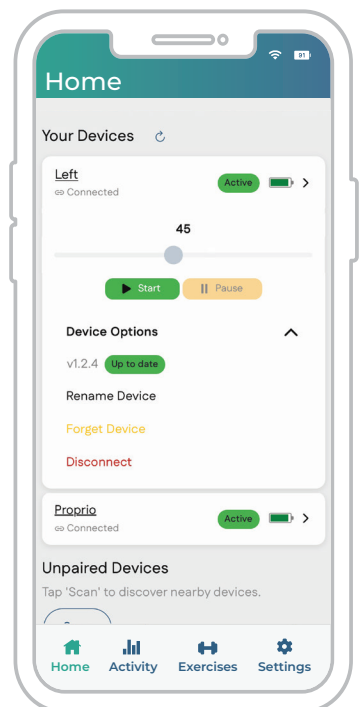 91
Home
Your Devices
Left
Connected
Active
45
Start
Pause
Device Options
v1.2.4 Up to date
Rename Device
Forget Device
Disconnect
Proprio
Connected
Active
Unpaired Devices
Tap 'Scan' to discover nearby devices.
Home Activity Exercises Settings